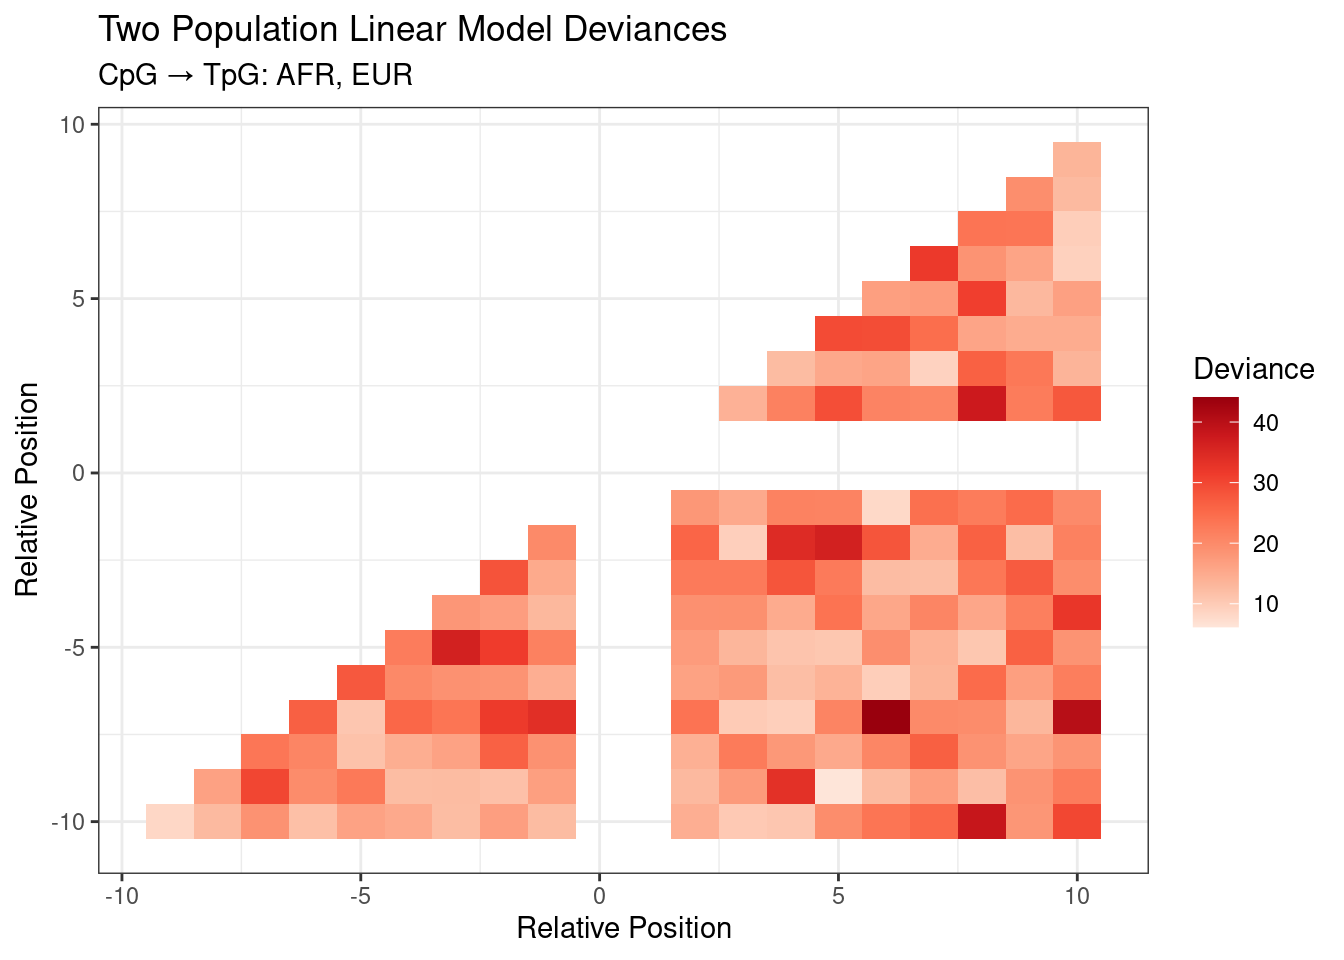 Two Population Linear Model Deviances
CpG → TpG: AFR, EUR
10
5
0
-5
-10
Relative Position
-10 -5 0 5 10
Relative Position
Deviance
40
30
20
10